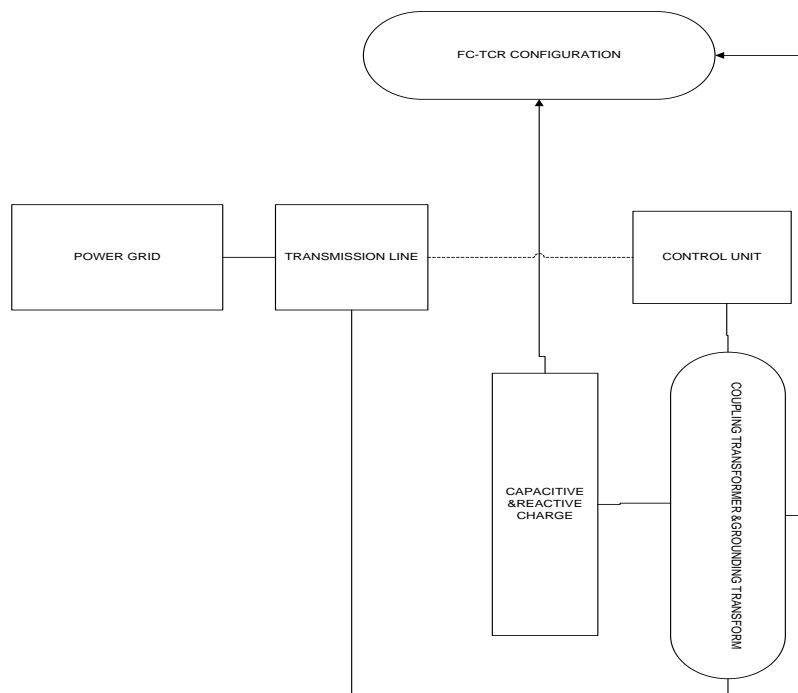 FC-TCR CONFIGURATION
POWER GRID
TRANSMISSION LINE
CONTROL UNIT
CAPACITIVE
&REACTIVE
CHARGE
COUPLING TRANSFORMER &GROUNDING TRANSFORM